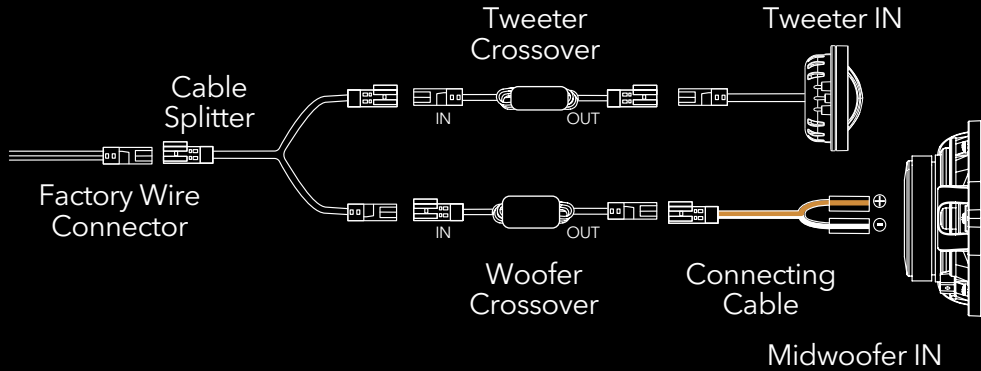 Tweeter
Crossover
Tweeter IN
Cable
Splitter
IN
OUT
Factory Wire
Connector
IN
OUT
Woofer
Crossover
Connecting
Cable
Midwoofer IN